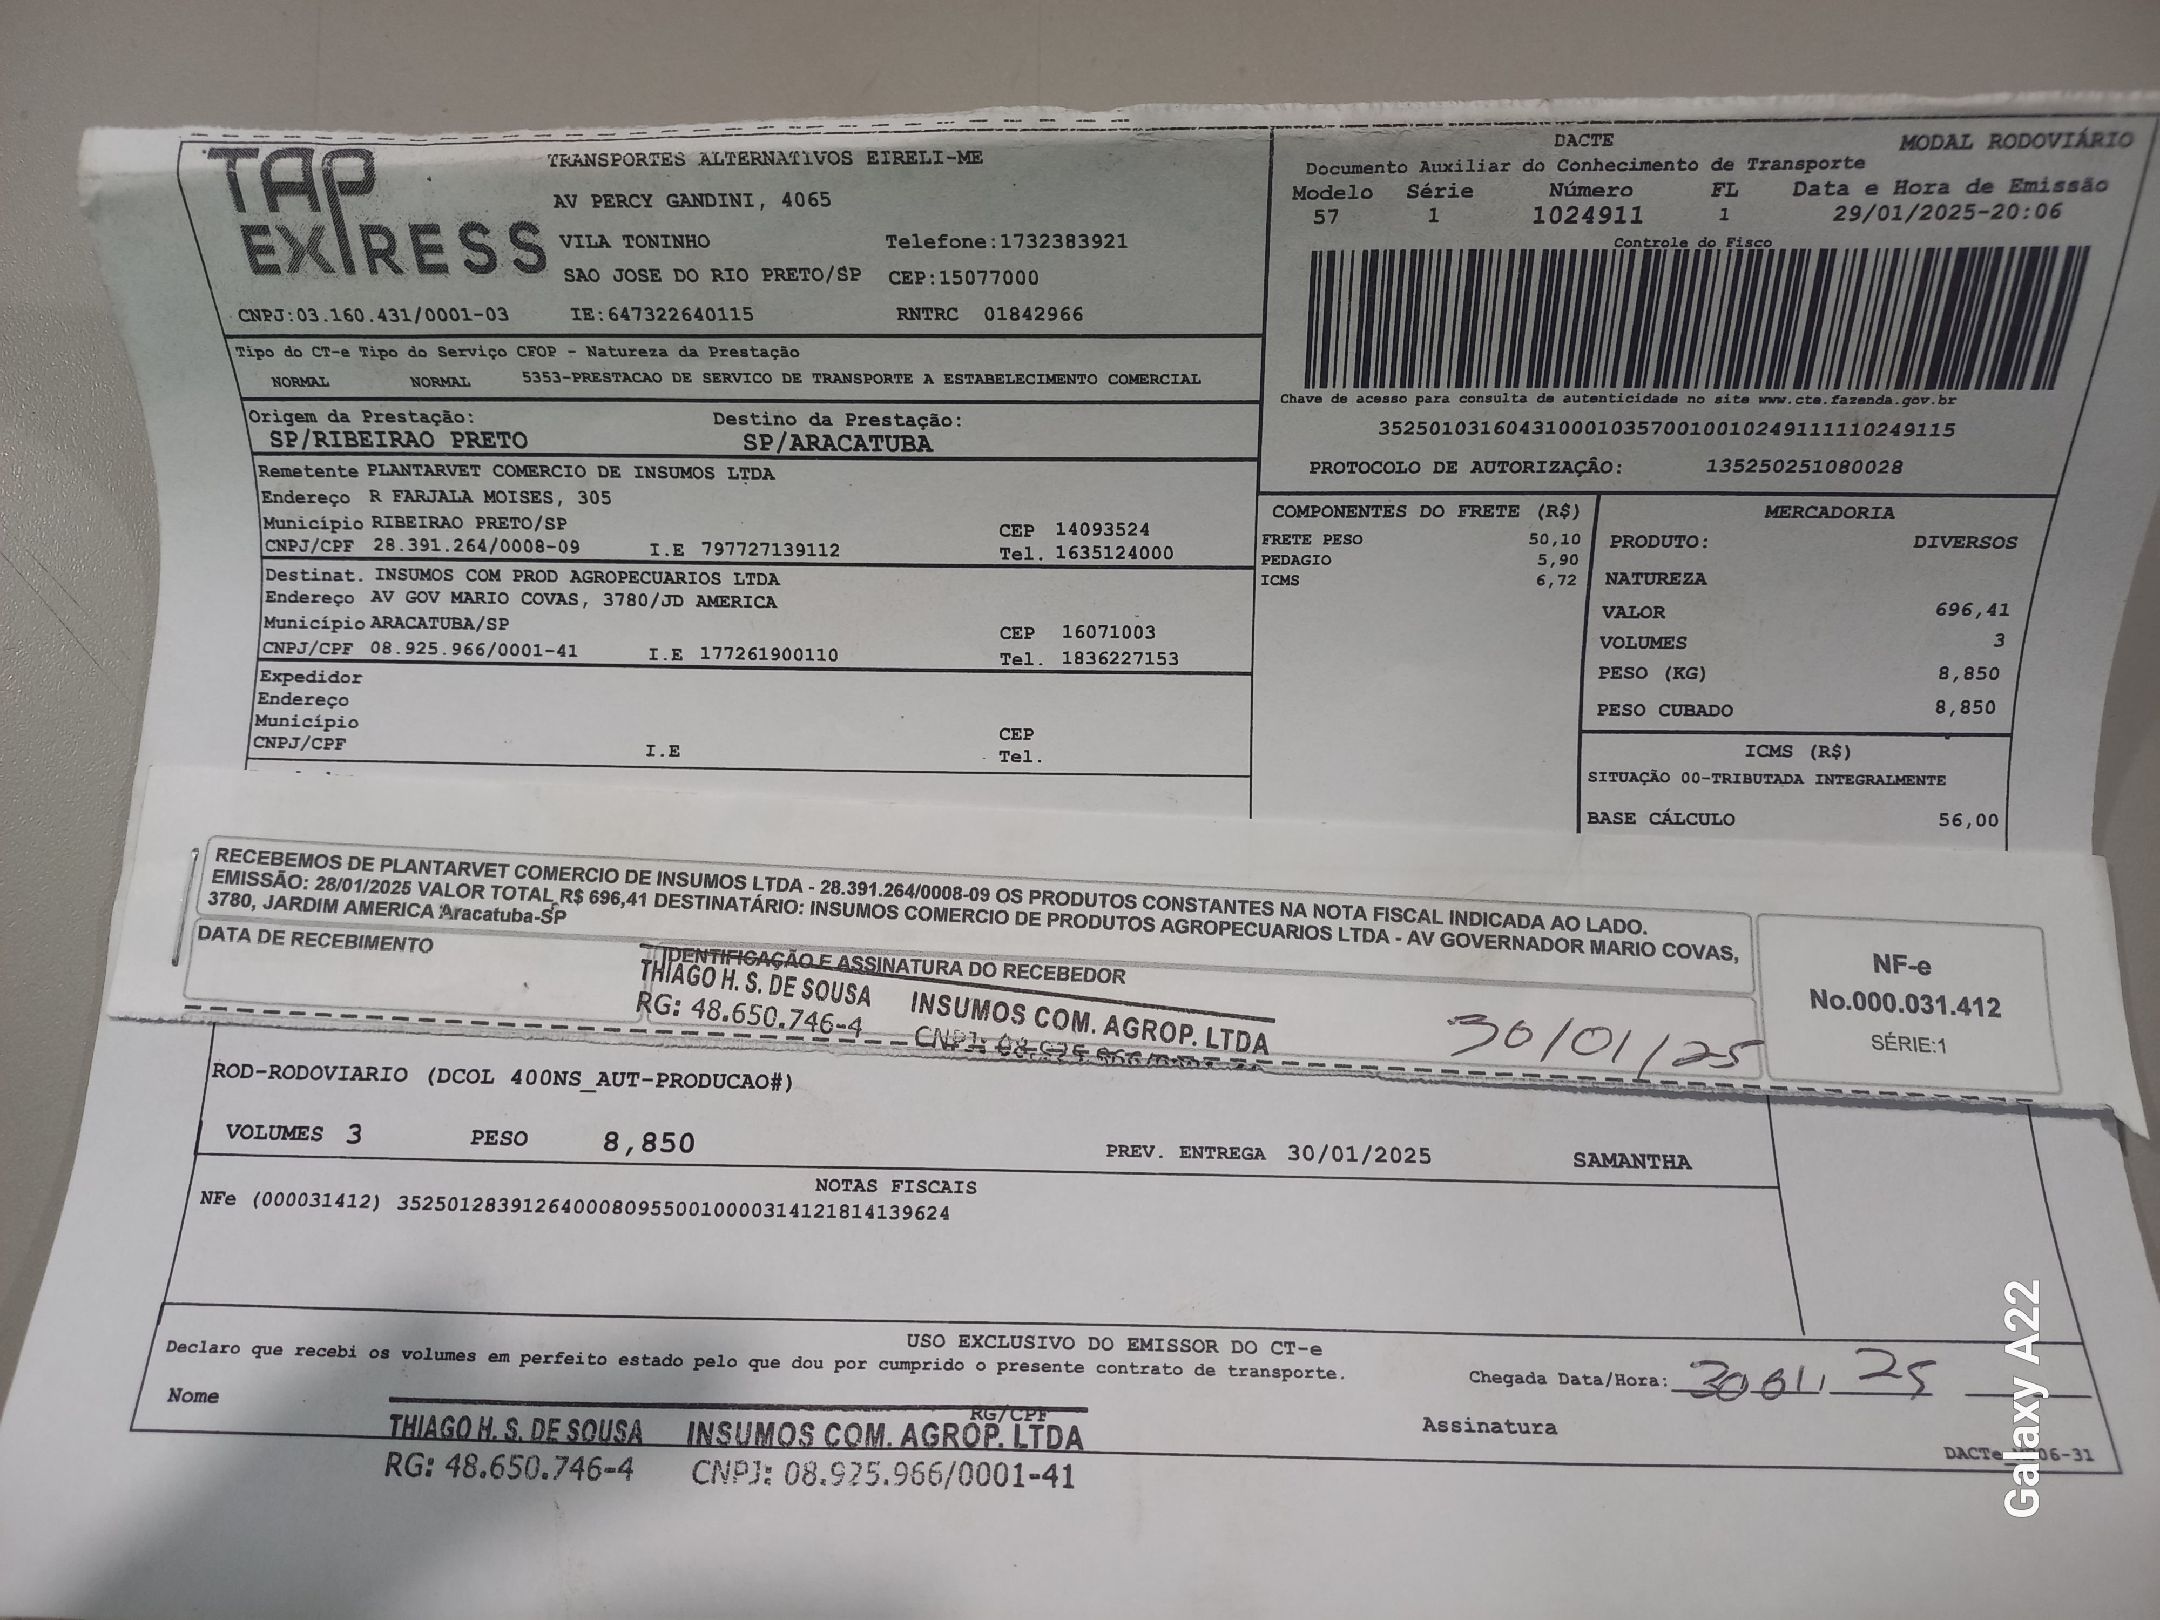 TAP EXPRESS
TRANSPORTES ALTERNATIVOS EIRELI-ME
AV PERCY GANDINI, 4065
VILA TONINHO Telefone:1732383921
SAO JOSE DO RIO PRETO/SP CEP:15077000
CNPJ:03.160.431/0001-03 IE:647322640115 RNTRC 01842966
DACTE MODAL RODOVIÁRIO
Documento Auxiliar do Conhecimento de Transporte
Modelo Série Número FL Data e Hora de Emissão
57 1 1024911 1 29/01/2025-20:06
Controle do Fisco
Chave de acesso para consulta de autenticidade no site www.cte.fazenda.gov.br
35250103160431000103570010010249111110249115
PROTOCOLO DE AUTORIZAÇÃO: 135250251080028
Tipo do CT-e Tipo do Serviço CFOP - Natureza da Prestação
NORMAL NORMAL 5353-PRESTACAO DE SERVICO DE TRANSPORTE A ESTABELECIMENTO COMERCIAL
Origem da Prestação: Destino da Prestação:
SP/RIBEIRAO PRETO SP/ARACATUBA
Remetente PLANTARVET COMERCIO DE INSUMOS LTDA
Endereço R FARJALA MOISES, 305
Município RIBEIRAO PRETO/SP CEP 14093524
CNPJ/CPF 28.391.264/0008-09 I.E 797727139112 Tel. 1635124000
Destinat. INSUMOS COM PROD AGROPECUARIOS LTDA
Endereço AV GOV MARIO COVAS, 3780/JD AMERICA
Município ARACATUBA/SP CEP 16071003
CNPJ/CPF 08.925.966/0001-41 I.E 177261900110 Tel. 1836227153
Expedidor
Endereço
Município CEP
CNPJ/CPF I.E Tel.
COMPONENTES DO FRETE (R$)
FRETE PESO 50,10
PEDAGIO 5,90
ICMS 6,72
MERCADORIA
PRODUTO: DIVERSOS
NATUREZA
VALOR 696,41
VOLUMES 3
PESO (KG) 8,850
PESO CUBADO 8,850
ICMS (R$)
SITUAÇÃO 00-TRIBUTADA INTEGRALMENTE
BASE CÁLCULO 56,00
RECEBEMOS DE PLANTARVET COMERCIO DE INSUMOS LTDA - 28.391.264/0008-09 OS PRODUTOS CONSTANTES NA NOTA FISCAL INDICADA AO LADO.
EMISSÃO: 28/01/2025 VALOR TOTAL R$ 696,41 DESTINATÁRIO: INSUMOS COMERCIO DE PRODUTOS AGROPECUARIOS LTDA - AV GOVERNADOR MARIO COVAS,
3780, JARDIM AMERICA Aracatuba-SP
DATA DE RECEBIMENTO IDENTIFICAÇÃO E ASSINATURA DO RECEBEDOR
THIAGO H. S. DE SOUSA INSUMOS COM. AGROP. LTDA
RG: 48.650.746-4 CNPJ: 08.925.966
30/01/25
NF-e
No.000.031.412
SÉRIE:1
ROD-RODOVIARIO (DCOL 400NS_AUT-PRODUCAO#)
VOLUMES 3 PESO 8,850 PREV. ENTREGA 30/01/2025 SAMANTHA
NOTAS FISCAIS
NFe (000031412) 35250128391264000809550010000314121814139624
USO EXCLUSIVO DO EMISSOR DO CT-e
Declaro que recebi os volumes em perfeito estado pelo que dou por cumprido o presente contrato de transporte.
Chegada Data/Hora: 30 01 25
Nome RG/CPF Assinatura
THIAGO H. S. DE SOUSA INSUMOS COM. AGROP. LTDA
RG: 48.650.746-4 CNPJ: 08.925.966/0001-41
DACTe 06-31
Galaxy A22